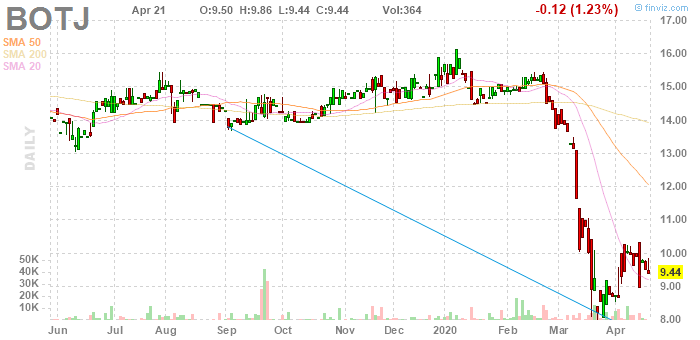 BOTJ Apr 21 O:9.50 H:9.86 L:9.44 C:9.44 Vol:364 -0.12 (1.23%) © finviz.com
SMA 50
SMA 200
SMA 20
DAILY
17.00
16.00
15.00
14.00
13.00
12.00
11.00
10.00
9.44
9.00
8.00
50K
40K
30K
20K
10K
Jun Jul Aug Sep Oct Nov Dec 2020 Feb Mar Apr